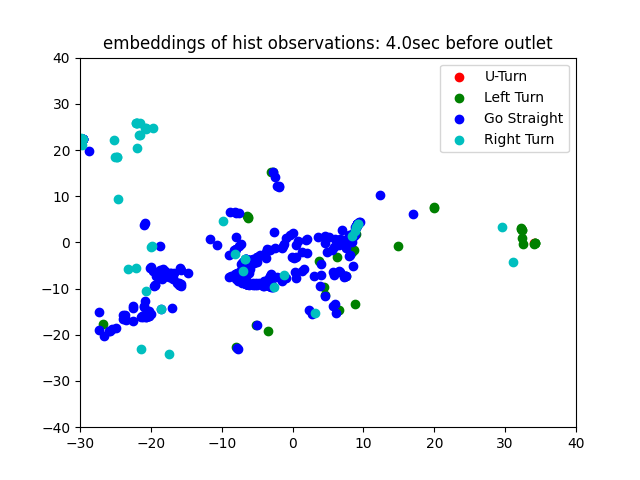 embeddings of hist observations: 4.0sec before outlet
U-Turn
Left Turn
Go Straight
Right Turn
40
30
20
10
0
−10
−20
−30
−40
−30 −20 −10 0 10 20 30 40